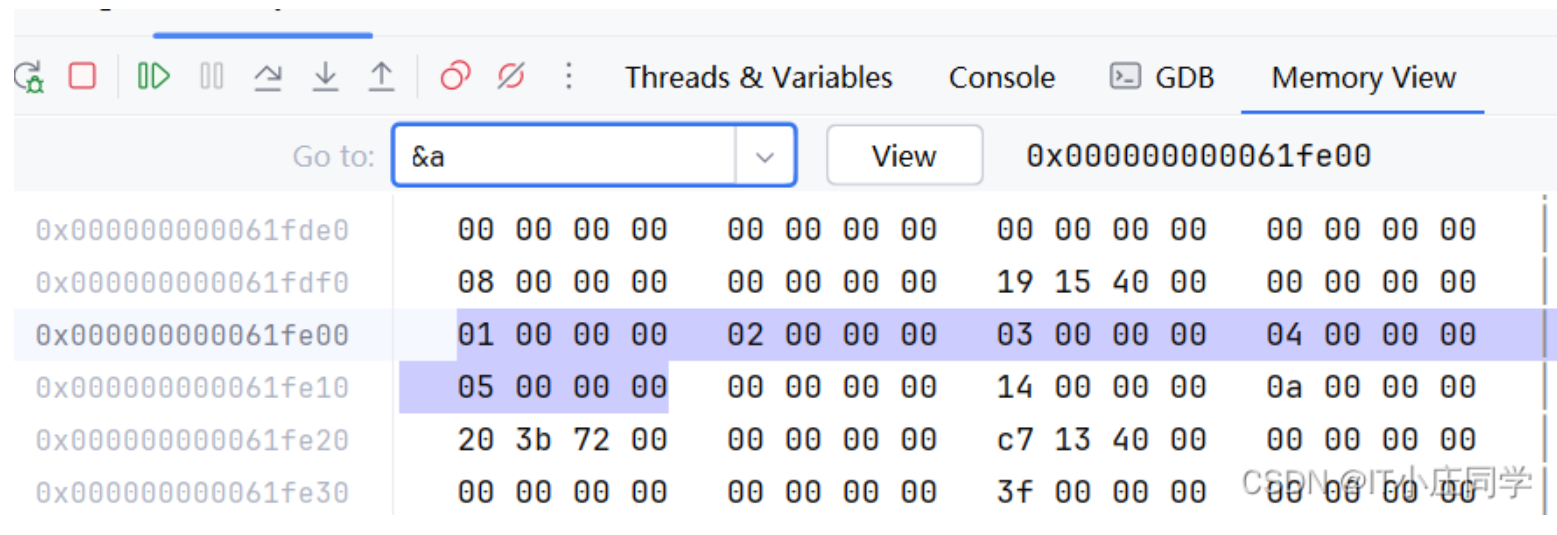 Threads & Variables Console GDB Memory View
Go to: &a View 0x000000000061fe00
0x000000000061fde0 00 00 00 00 00 00 00 00 00 00 00 00 00 00 00 00
0x000000000061fdf0 08 00 00 00 00 00 00 00 19 15 40 00 00 00 00 00
0x000000000061fe00 01 00 00 00 02 00 00 00 03 00 00 00 04 00 00 00
0x000000000061fe10 05 00 00 00 00 00 00 00 14 00 00 00 0a 00 00 00
0x000000000061fe20 20 3b 72 00 00 00 00 00 c7 13 40 00 00 00 00 00
0x000000000061fe30 00 00 00 00 00 00 00 00 3f 00 00 00 00 00 00 00
CSDN @IT小庄同学